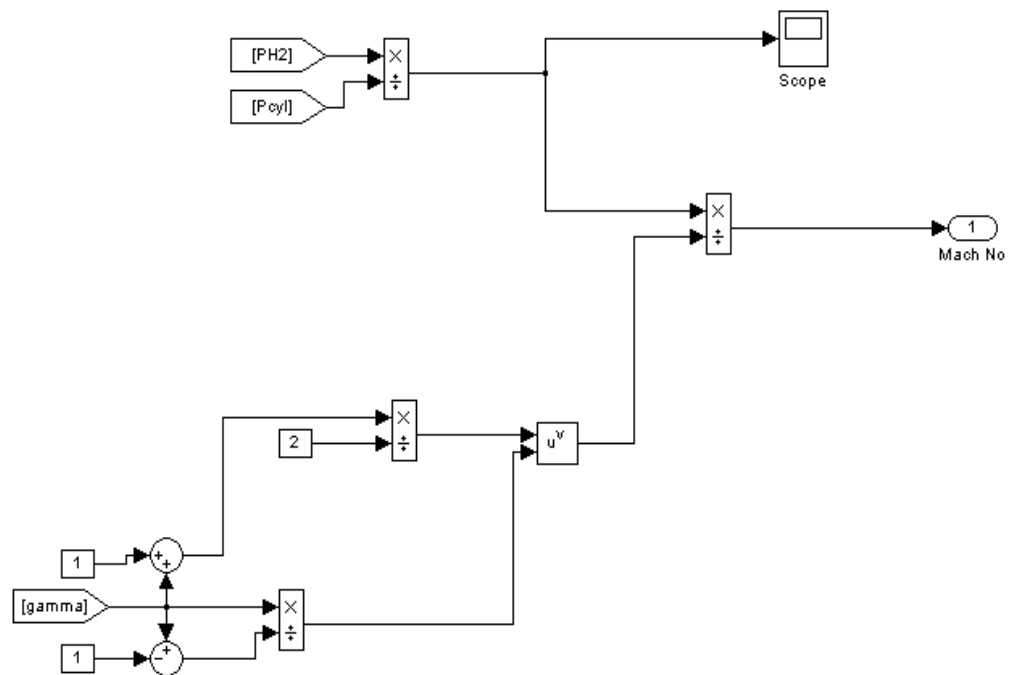 [PH2]
×
÷
[Pcyl]
Scope
×
÷
1
Mach No
×
÷
2
u^v
1
+
+
[gamma]
×
÷
1
−
+